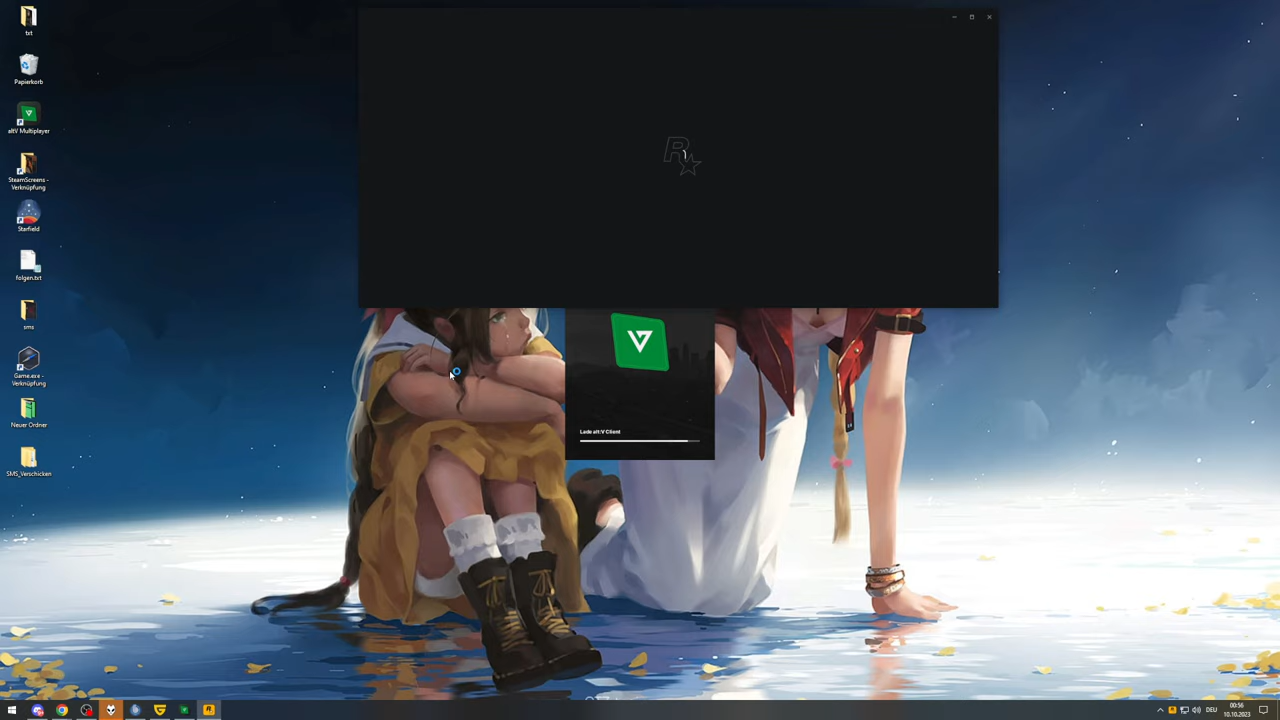 txt
Papierkorb
altV Multiplayer
SteamScreens -
Verknüpfung
Starfield
folgen.txt
sms
Game.exe -
Verknüpfung
Neuer Ordner
SMS_Verschicken
R
Lade alt:V Client
DEU
00:56
10.10.2023